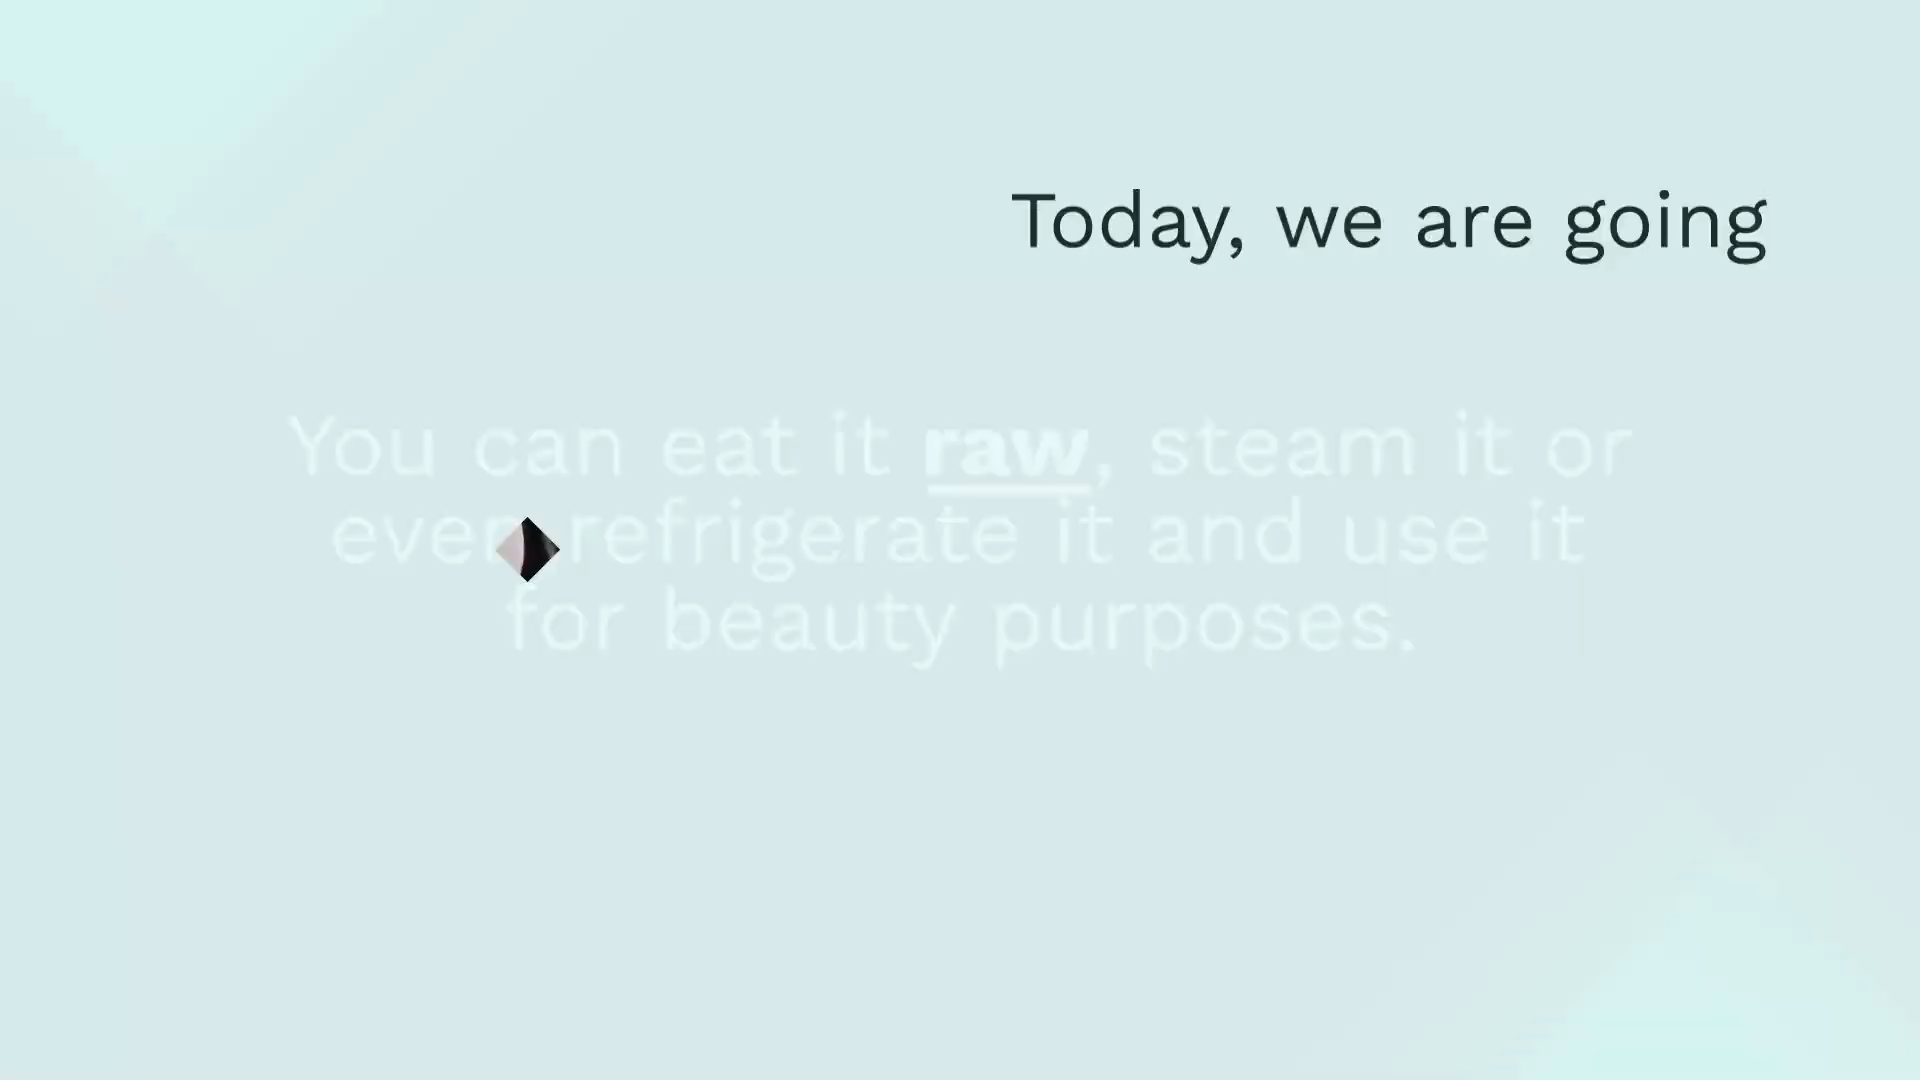 Today, we are going
You can eat it raw, steam it or
even refrigerate it and use it
for beauty purposes.